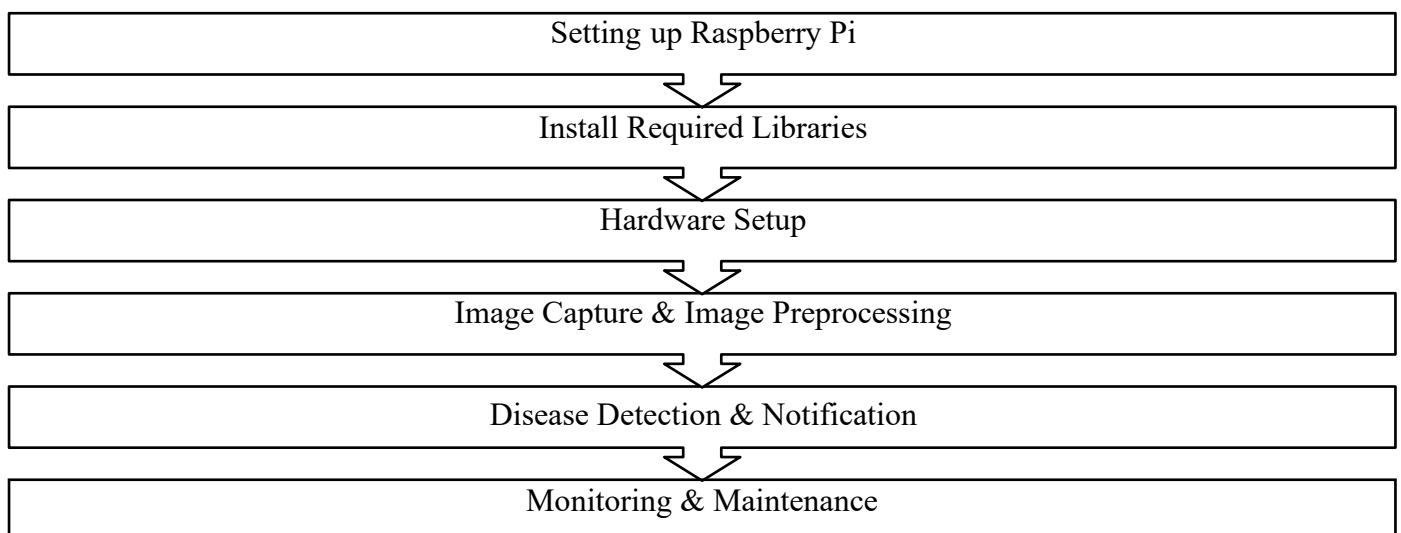 Setting up Raspberry Pi
Install Required Libraries
Hardware Setup
Image Capture & Image Preprocessing
Disease Detection & Notification
Monitoring & Maintenance